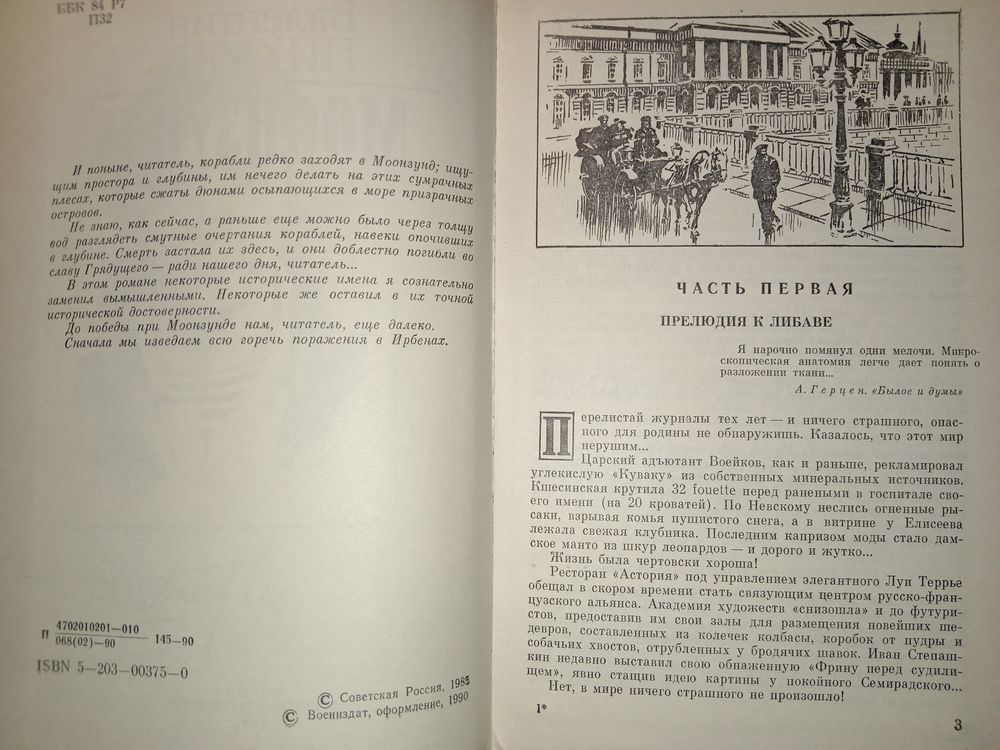 ББК 84 Р7
П32
И поныне, читатель, корабли редко заходят в Моонзунд; ищу-
щим простора и глубины, им нечего делать на этих сумрачных
плесах, которые сжаты дюнами осыпающихся в море призрачных
островов.
Не знаю, как сейчас, а раньше еще можно было через толщу
вод разглядеть смутные очертания кораблей, навеки опочивших
в глубине. Смерть застала их здесь, и они доблестно погибли во
славу Грядущего — ради нашего дня, читатель...
В этом романе некоторые исторические имена я сознательно
заменил вымышленными. Некоторые же оставил в их точной
исторической достоверности.
До победы при Моонзунде нам, читатель, еще далеко.
Сначала мы изведаем всю горечь поражения в Ирбенах.
П 4702010201—010
068(02)—90 145—90
ISBN 5—203—00375—0
© Советская Россия, 1985
© Воениздат, оформление, 1990
ЧАСТЬ ПЕРВАЯ
ПРЕЛЮДИЯ К ЛИБАВЕ
Я нарочно помянул одни мелочи. Микро-
скопическая анатомия легче дает понять о
разложении ткани...
А. Герцен. «Былое и думы»
Перелистай журналы тех лет — и ничего страшного, опас-
ного для родины не обнаружишь. Казалось, что этот мир
нерушим...
Царский адъютант Воейков, как и раньше, рекламировал
углекислую «Куваку» из собственных минеральных источников.
Кшесинская крутила 32 fouette перед ранеными в госпитале сво-
его имени (на 20 кроватей). По Невскому неслись огненные ры-
саки, взрывая комья пушистого снега, а в витрине у Елисеева
лежала свежая клубника. Последним капризом моды стало дам-
ское манто из шкур леопардов — и дорого и жутко...
Жизнь была чертовски хороша!
Ресторан «Астория» под управлением элегантного Луи Террье
обещал в скором времени стать связующим центром русско-фран-
цузского альянса. Академия художеств «снизошла» и до футури-
стов, предоставив им свои залы для размещения новейших ше-
девров, составленных из колечек колбасы, коробок от пудры и
собачьих хвостов, отрубленных у бродячих шавок. Иван Степаш-
кин недавно выставил свою обнаженную «Фрину перед судили-
щем», явно стащив идею картины у покойного Семирадского...
Нет, в мире ничего страшного не произошло!
1*
3